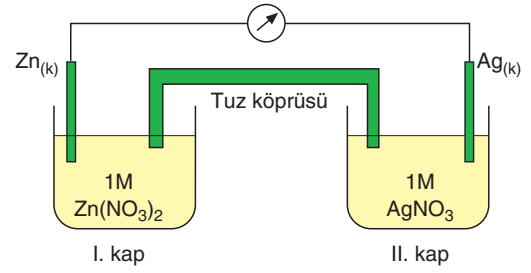 Zn(k)
Ag(k)
Tuz köprüsü
1M
Zn(NO3)2
1M
AgNO3
I. kap
II. kap